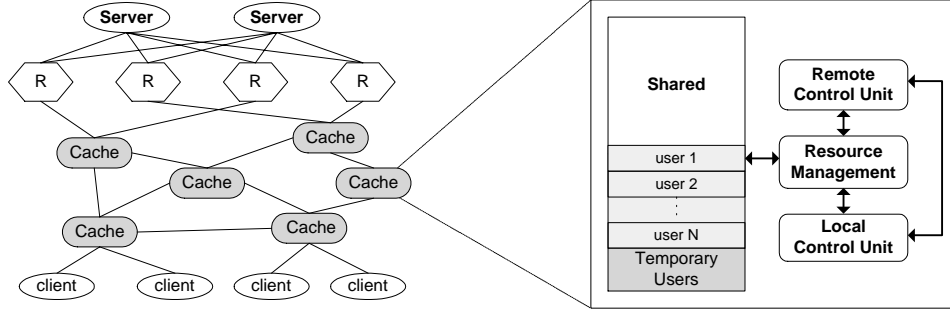 Server
Server
R
R
R
R
Cache
Cache
Cache
Cache
Cache
Cache
client
client
client
client
Shared
user 1
user 2
user N
Temporary
Users
Remote
Control Unit
Resource
Management
Local
Control Unit